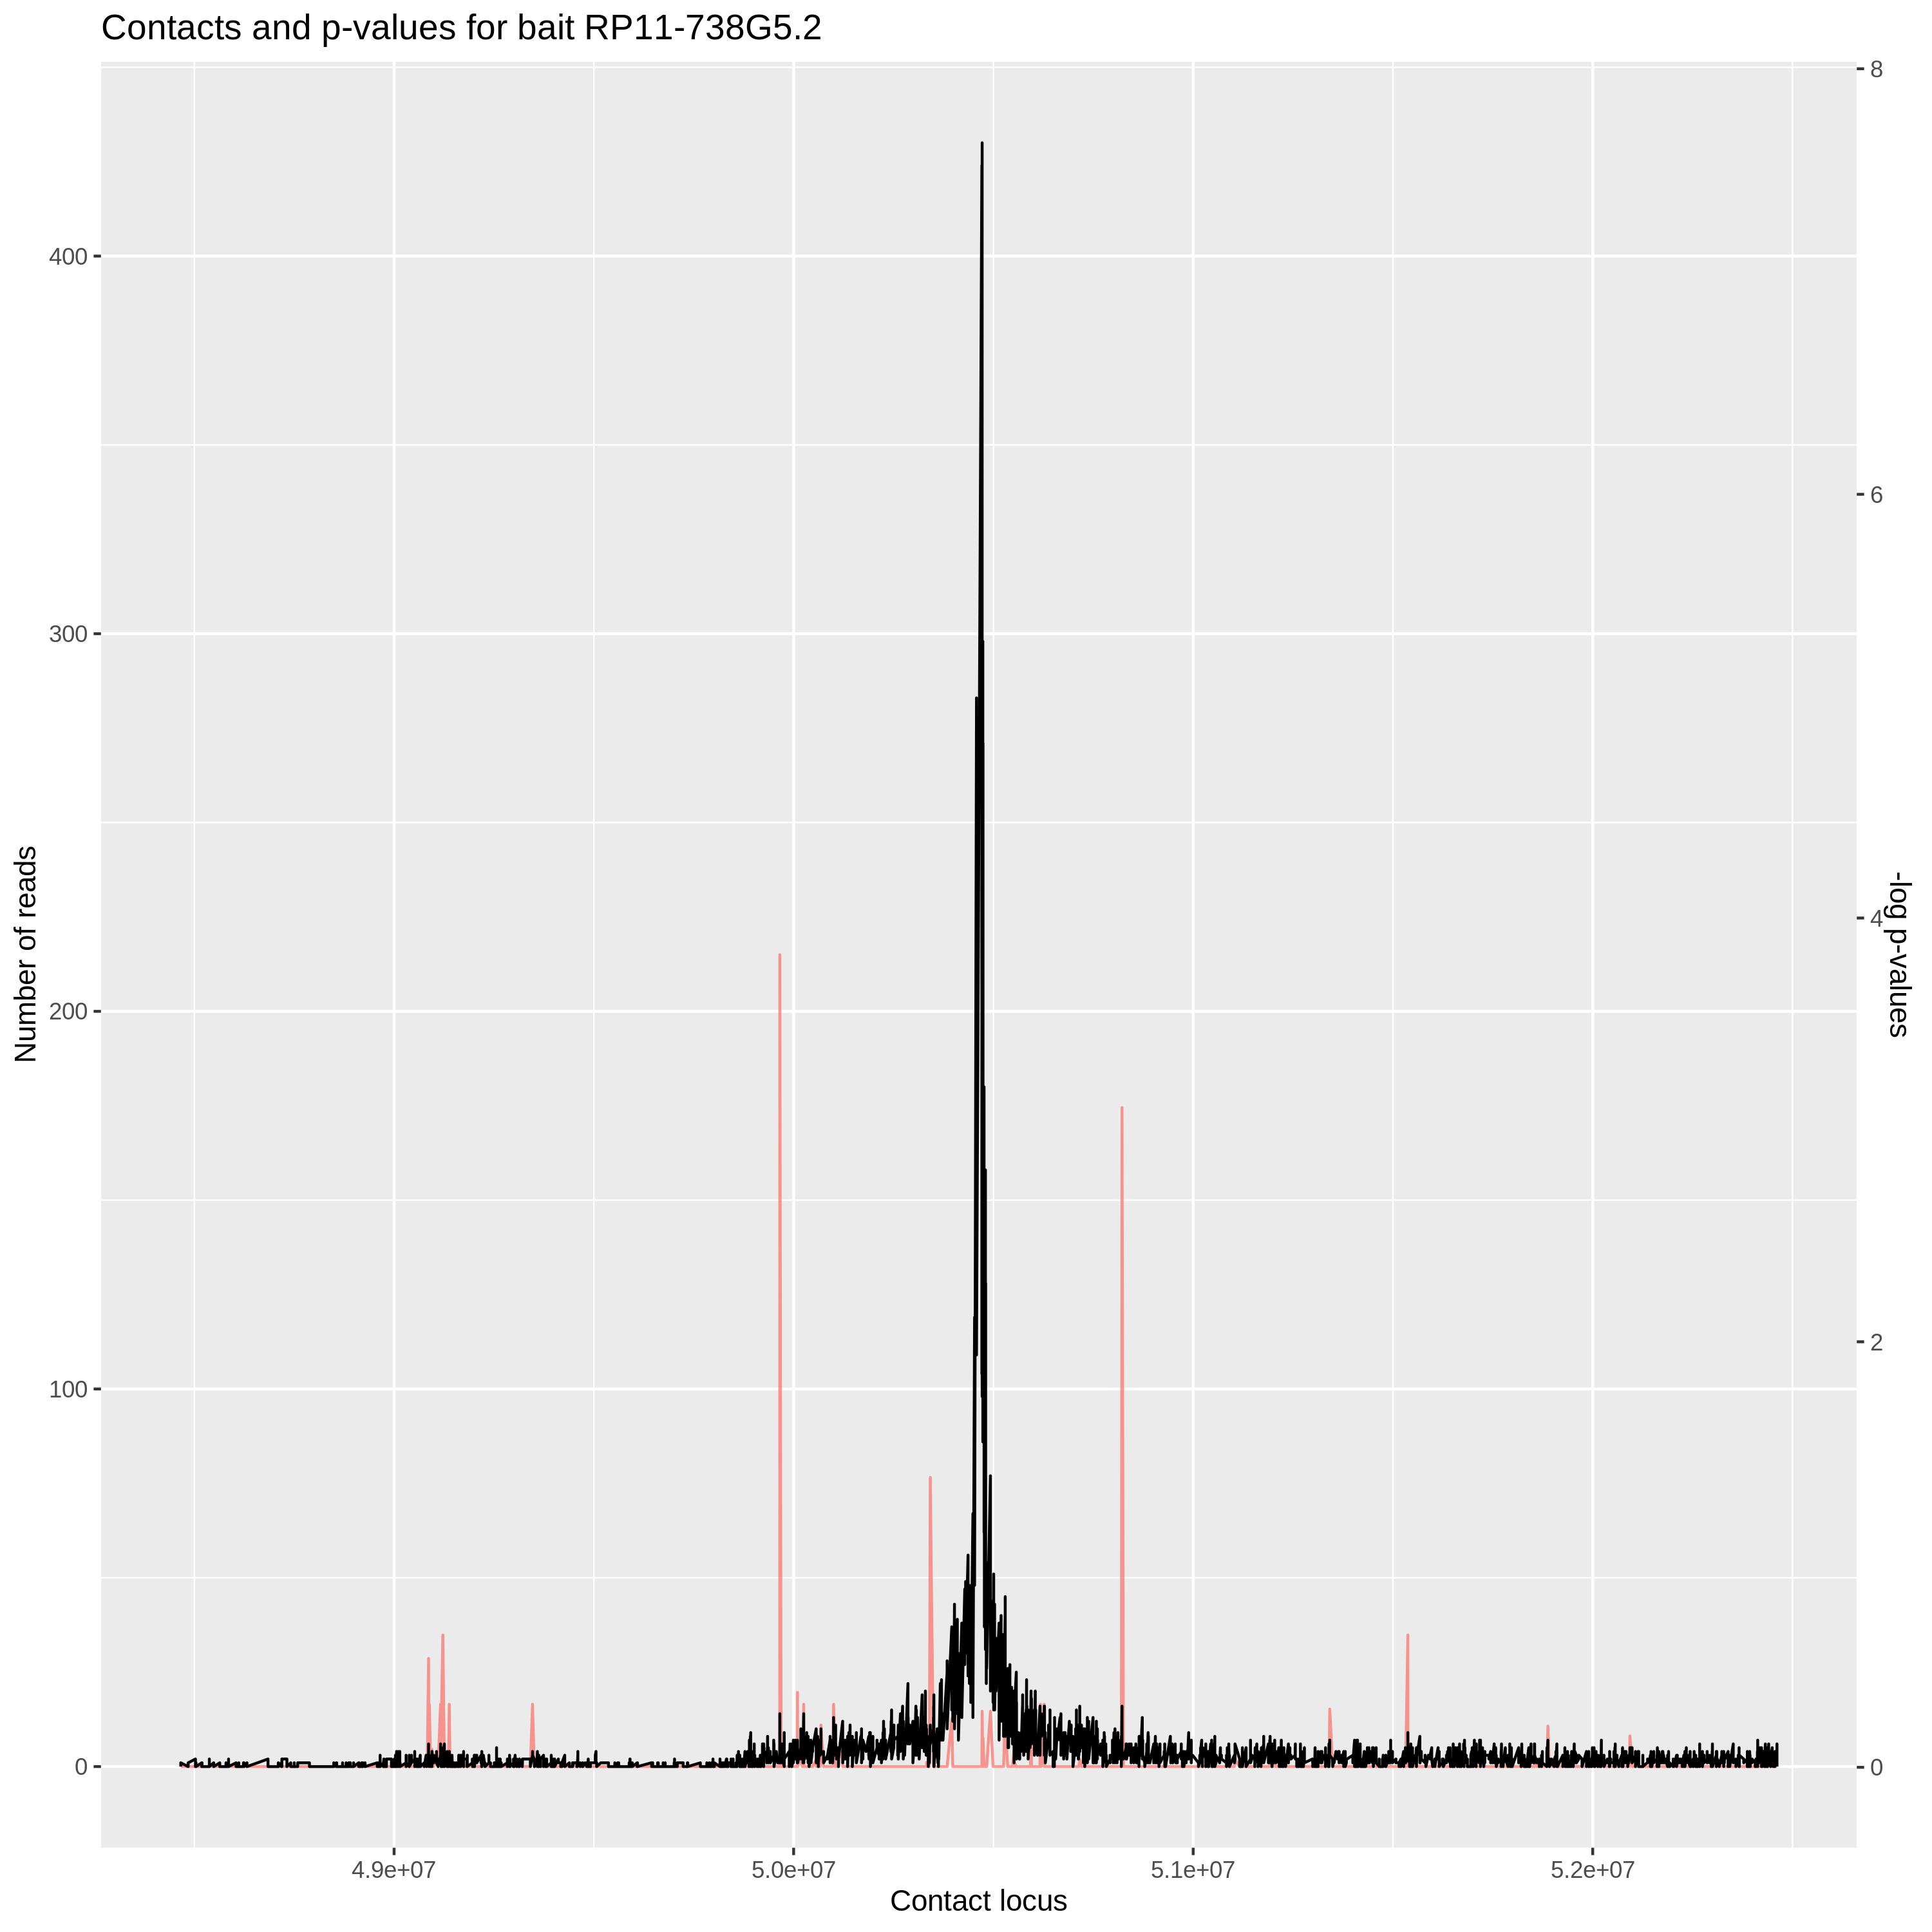 Contacts and p-values for bait RP11-738G5.2
8
400
6
300
Number of reads
4
-log p-values
200
2
100
0
0
4.9e+07
5.0e+07
5.1e+07
5.2e+07
Contact locus